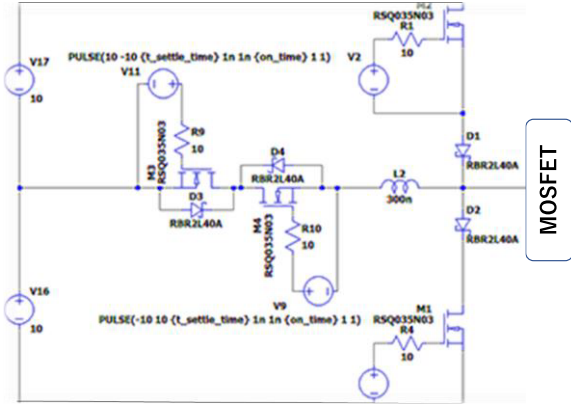 RSQ035N03
R1
10
V2
V17
10
PULSE(10 -10 {t_settle_time} 1n 1n {on_time} 1 1)
V11
R9
10
M3
RSQ035N03
D3
RBR2L40A
D4
RBR2L40A
M4
RSQ035N03
R10
10
L2
300n
D1
RBR2L40A
D2
RBR2L40A
MOSFET
V16
10
V9
PULSE(-10 10 {t_settle_time} 1n 1n {on_time} 1 1)
M1
RSQ035N03
R4
10